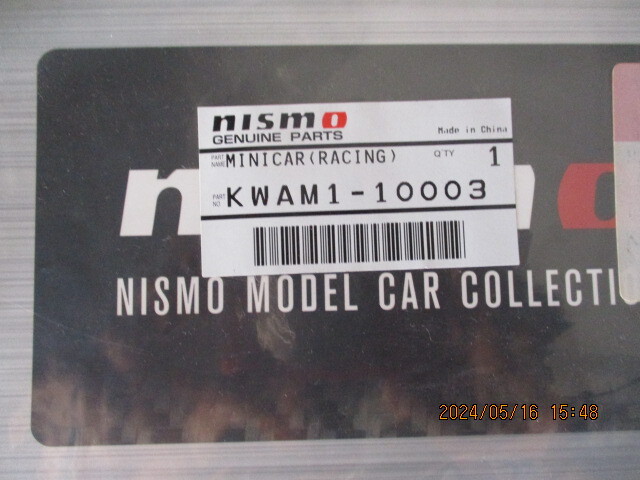 nismo
GENUINE PARTS
Made in China
PART NAME MINICAR(RACING) Q'TY 1
PART NO KWAM1-10003
NISMO MODEL CAR COLLECTI
2024/05/16 15:48